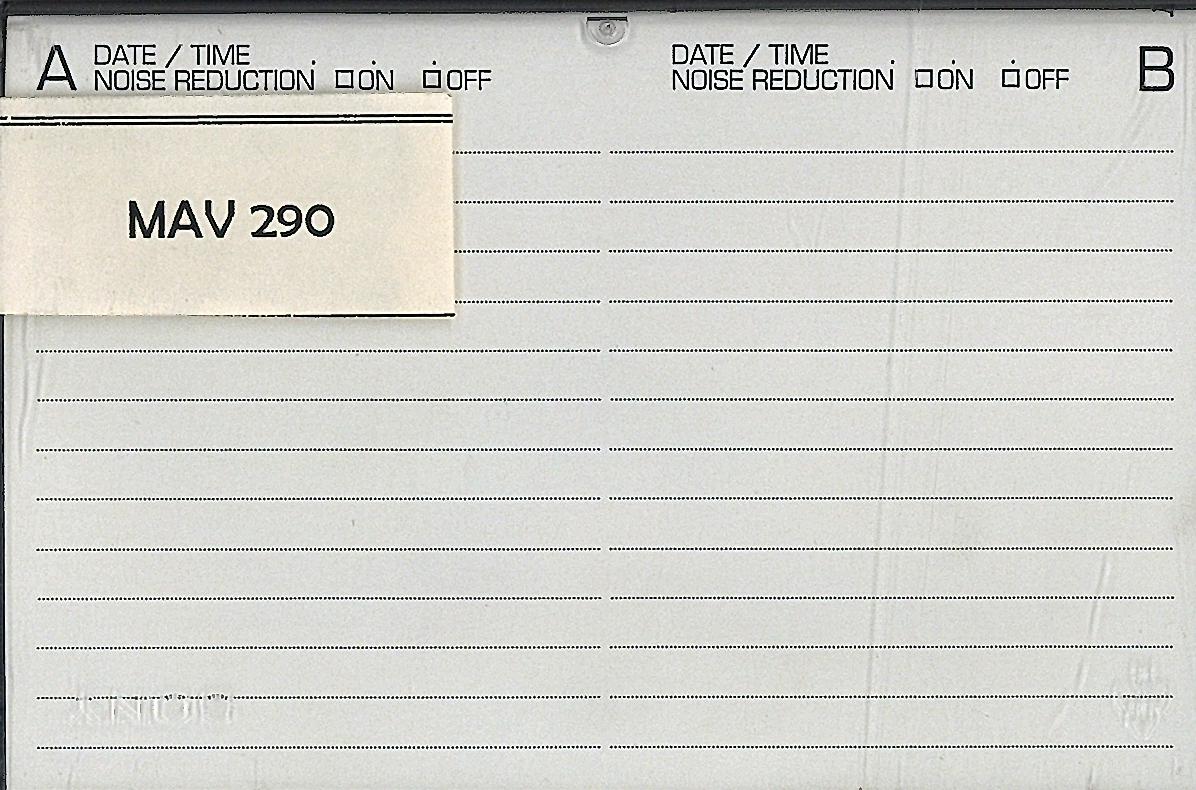 A DATE / TIME
NOISE REDUCTION □ ON □ OFF
DATE / TIME B
NOISE REDUCTION □ ON □ OFF
MAV 290